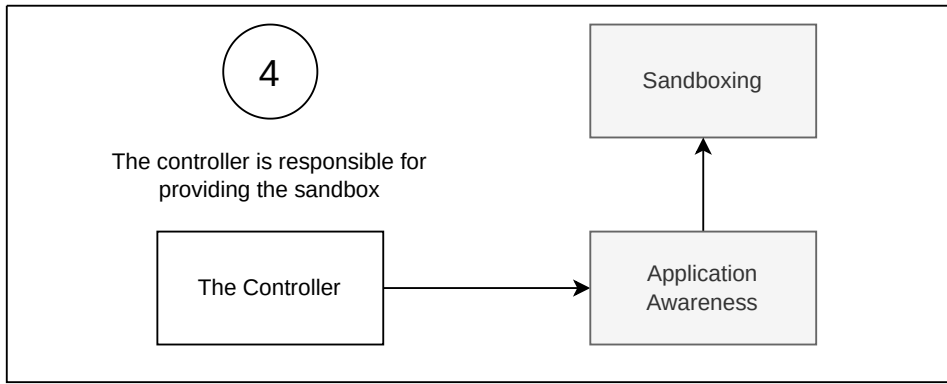 4
Sandboxing
The controller is responsible for
providing the sandbox
The Controller
Application
Awareness